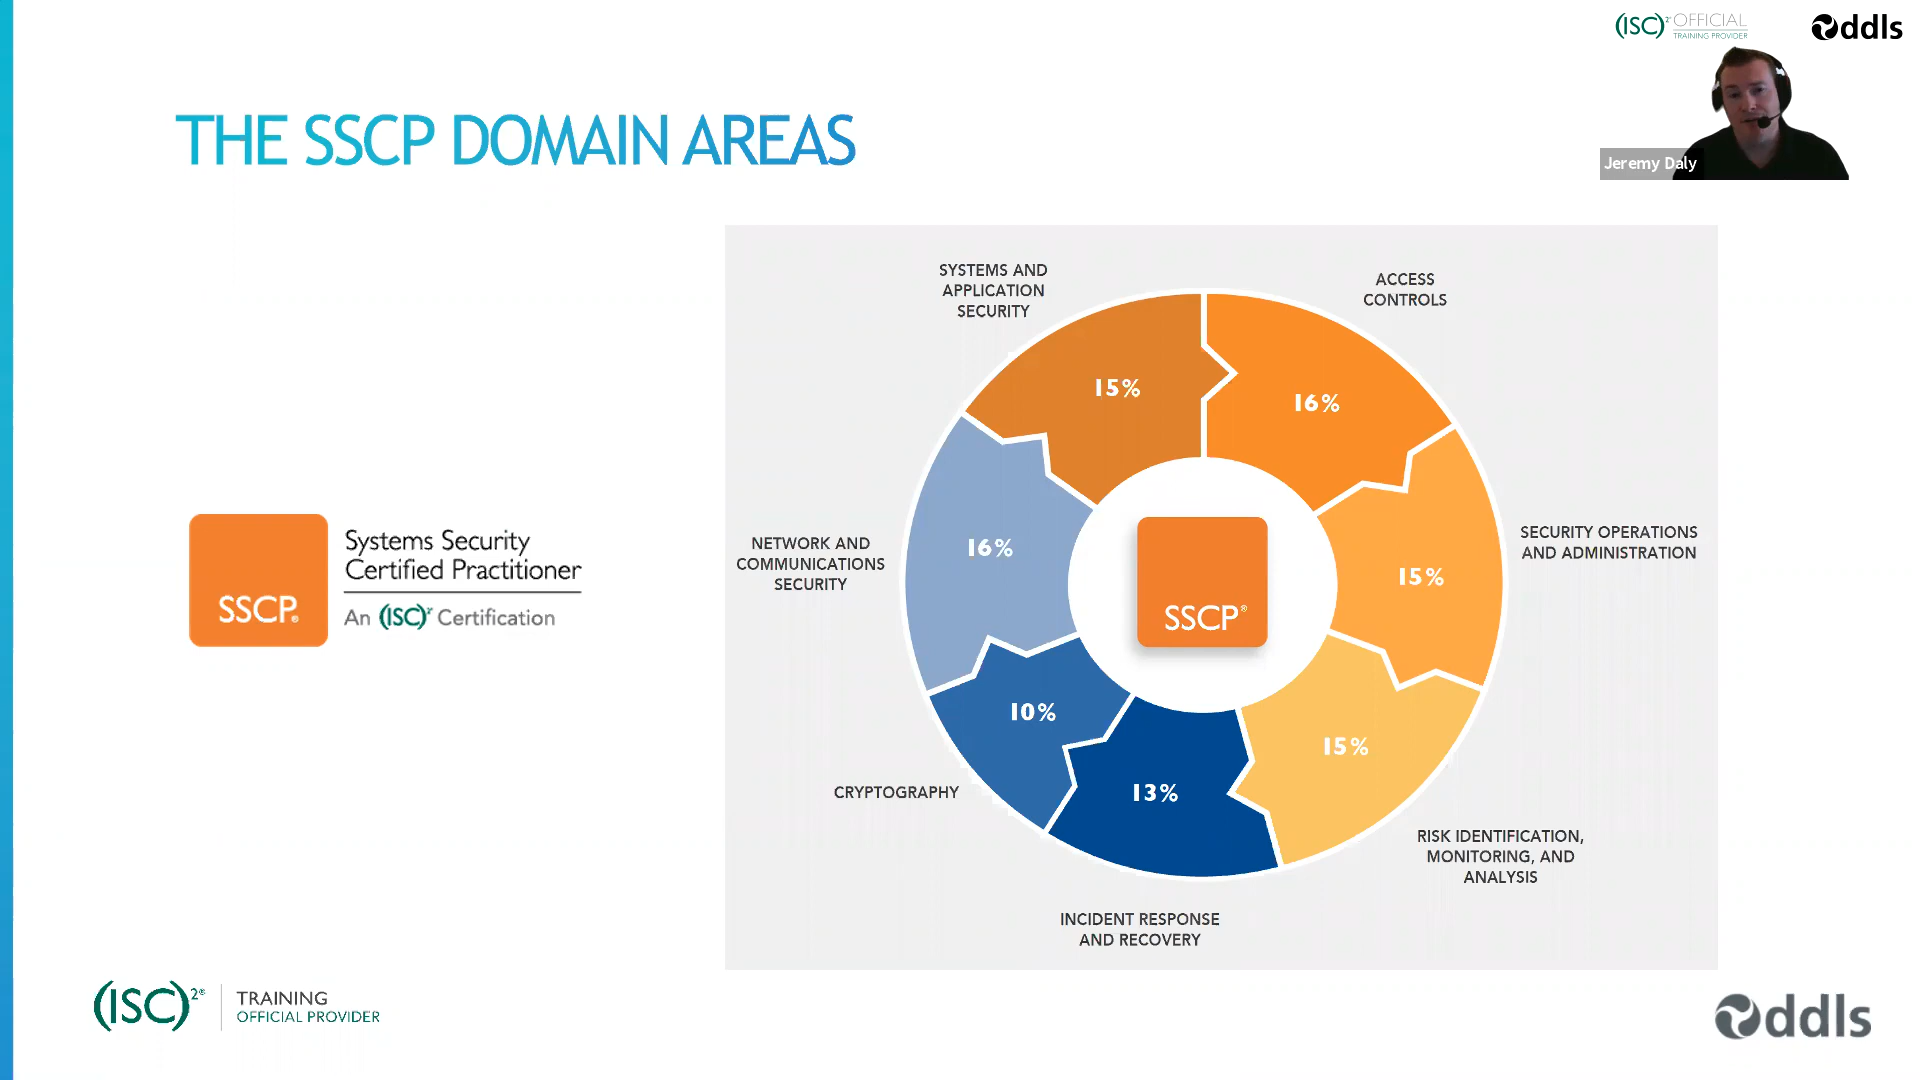 (ISC)²
OFFICIAL
TRAINING PROVIDER
ddls
Jeremy Daly
THE SSCP DOMAIN AREAS
SYSTEMS AND
APPLICATION
SECURITY
ACCESS
CONTROLS
15%
16%
NETWORK AND
COMMUNICATIONS
SECURITY
16%
SECURITY OPERATIONS
AND ADMINISTRATION
15%
SSCP®
SSCP®
Systems Security
Certified Practitioner
An (ISC)² Certification
10%
15%
13%
CRYPTOGRAPHY
RISK IDENTIFICATION,
MONITORING, AND
ANALYSIS
INCIDENT RESPONSE
AND RECOVERY
(ISC)²®
TRAINING
OFFICIAL PROVIDER
ddls